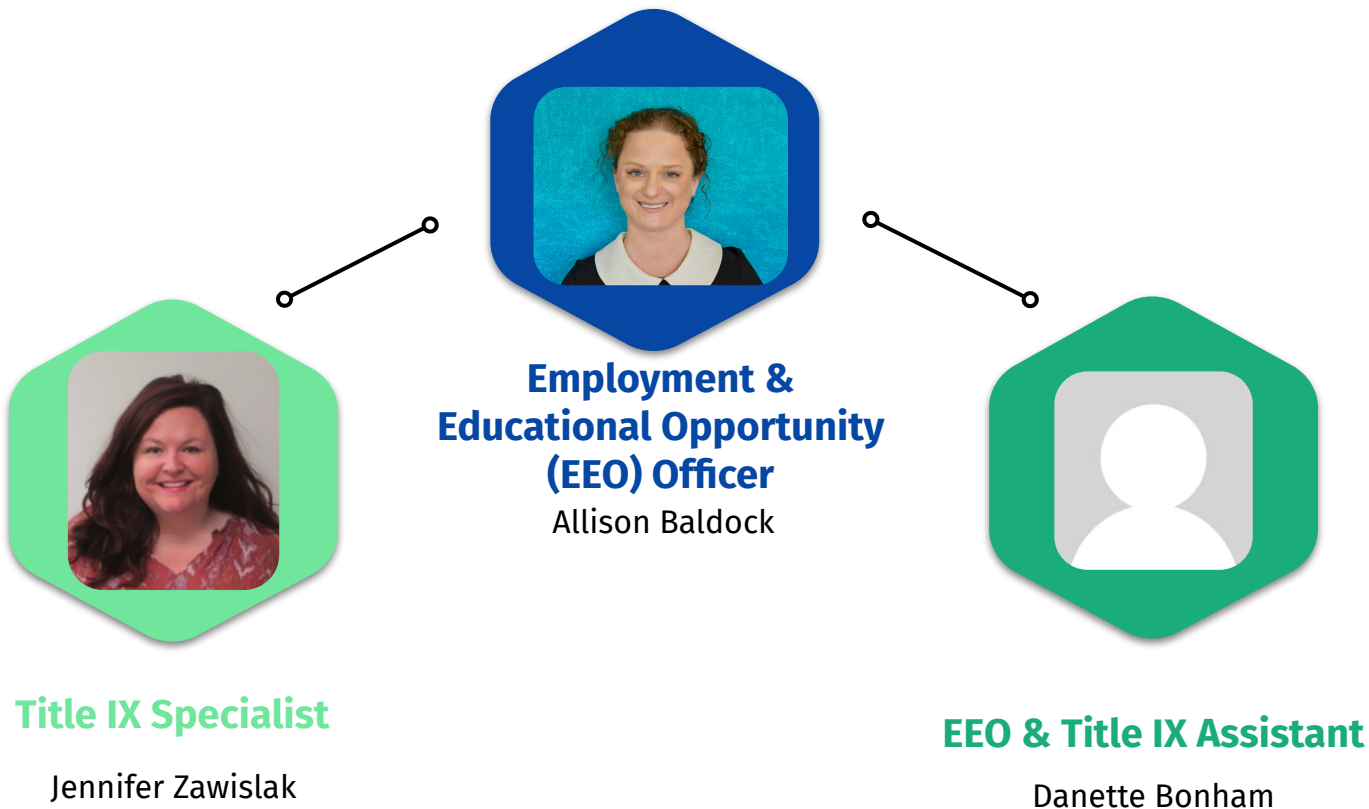 Employment &
Educational Opportunity
(EEO) Officer
Allison Baldock
Title IX Specialist
Jennifer Zawislak
EEO & Title IX Assistant
Danette Bonham